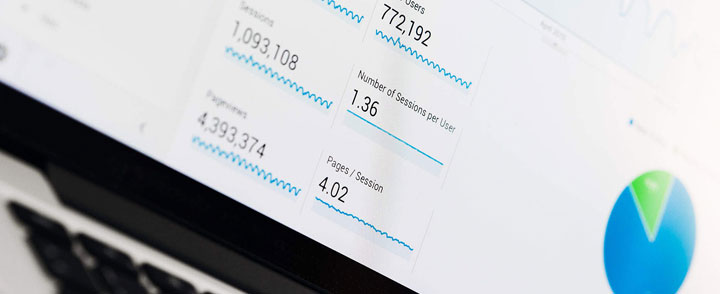 Sessions
1,093,108
Users
772,192
Number of Sessions per User
1.36
Pageviews
4,393,374
Pages / Session
4.02